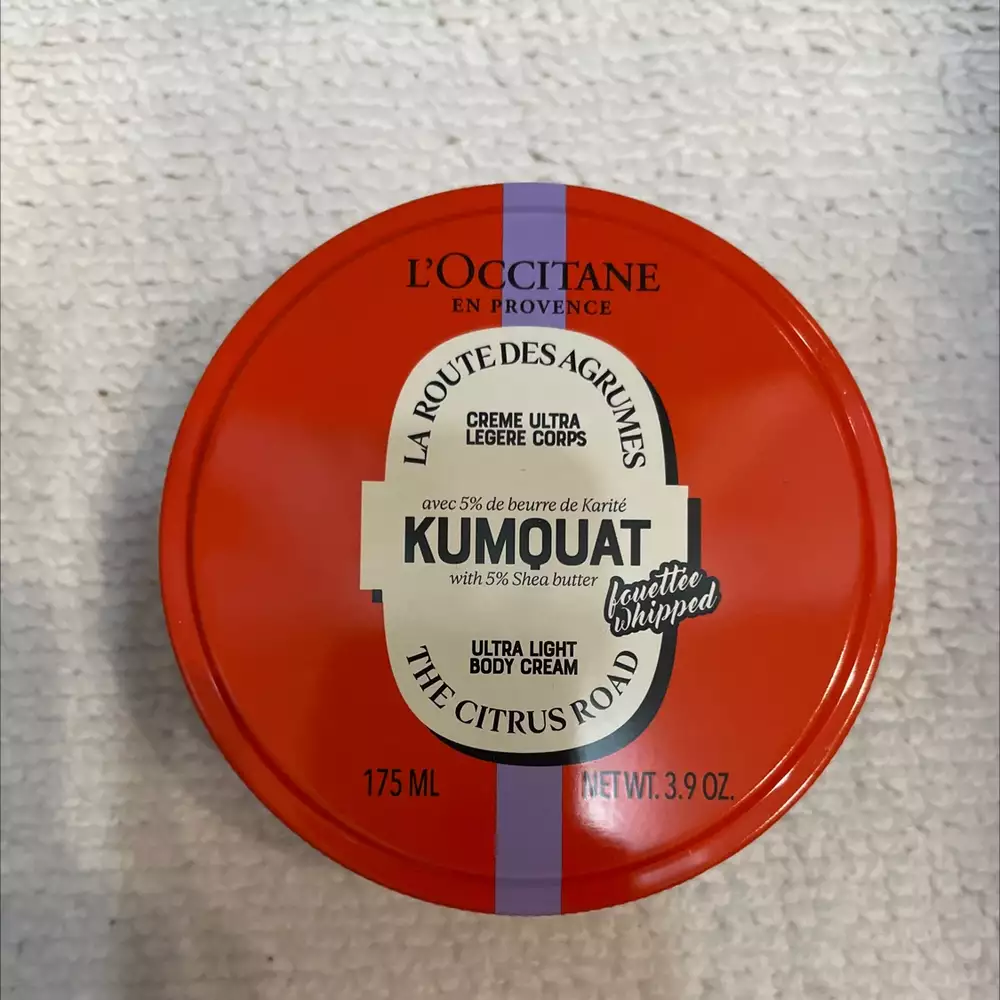 L'OCCITANE
EN PROVENCE
LA ROUTE DES AGRUMES
CREME ULTRA
LEGERE CORPS
avec 5% de beurre de Karité
KUMQUAT
with 5% Shea butter
fouettée
whipped
ULTRA LIGHT
BODY CREAM
THE CITRUS ROAD
175 ML
NET WT. 3.9 OZ.